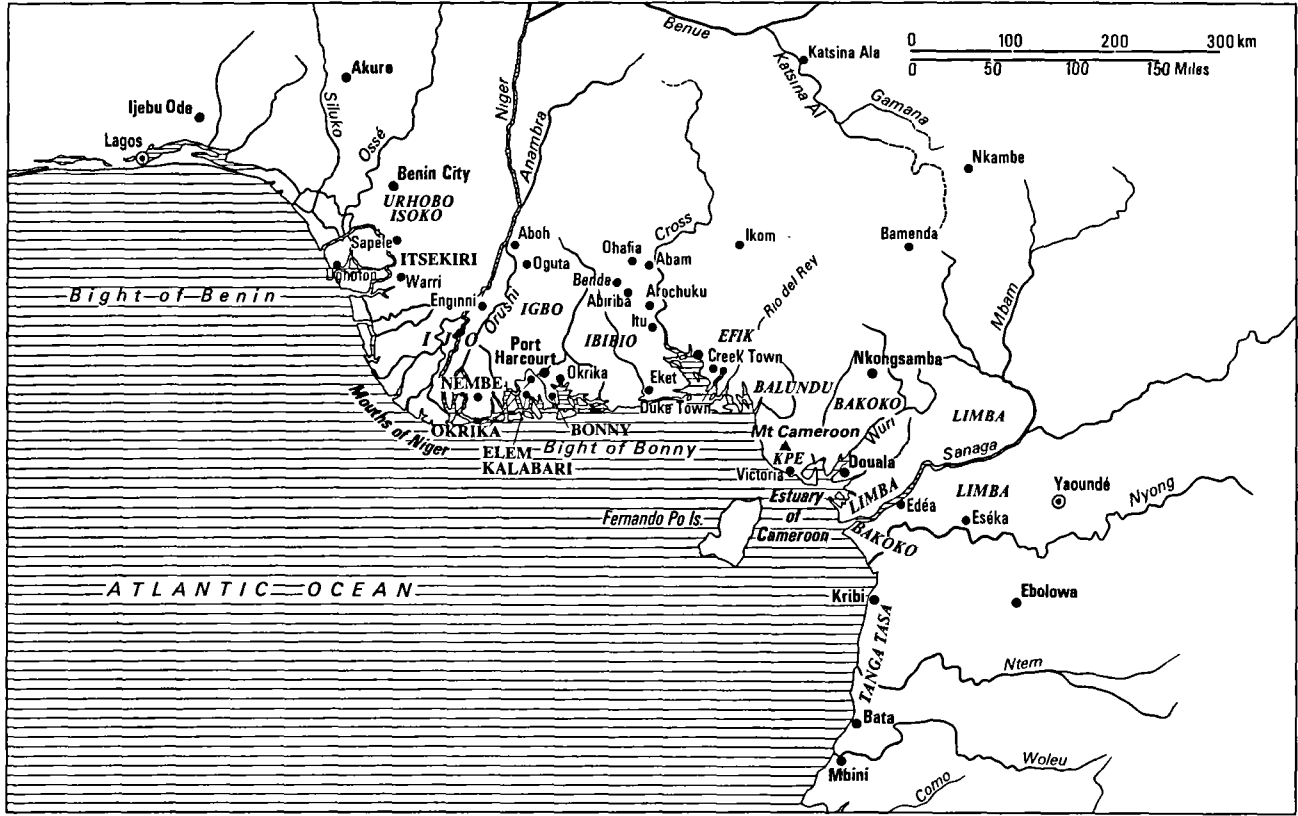 Benue
0 100 200 300 km
50 100 150 Miles
Katsina Ala
Katsina Al
Gamana
Akure
Siluko
Ossé
Niger
Anambra
Ijebu Ode
Lagos
Nkambe
Benin City
URHOBO
ISOKO
Mbam
Cross
Ikom
Bamenda
Sapele
Aboh
Ohafia
Abam
ITSEKIRI
Oguta
Warri
Bende
Abiriba
Arochuku
Rio del Rey
Bight of Benin
Enginni
Orushi
IGBO
Itu
IJO
IBIBIO
EFIK
Port
Harcourt
Creek Town
Nkongsamba
Okrika
NEMBE
Eket
BALUNDU
BAKOKO
Duke Town
LIMBA
Mouths of Niger
OKRIKA
BONNY
Mt Cameroon
Wuri
Bight of Bonny
Sanaga
ELEM
KALABARI
KPE
Victoria
Douala
LIMBA
LIMBA
Yaoundé
Nyong
Estuary
of
Cameroon
Edéa
Eséka
Fernando Po Is.
BAKOKO
ATLANTIC OCEAN
Kribi
Ebolowa
TANGA TASA
Ntem
Bata
Woleu
Mbini
Como